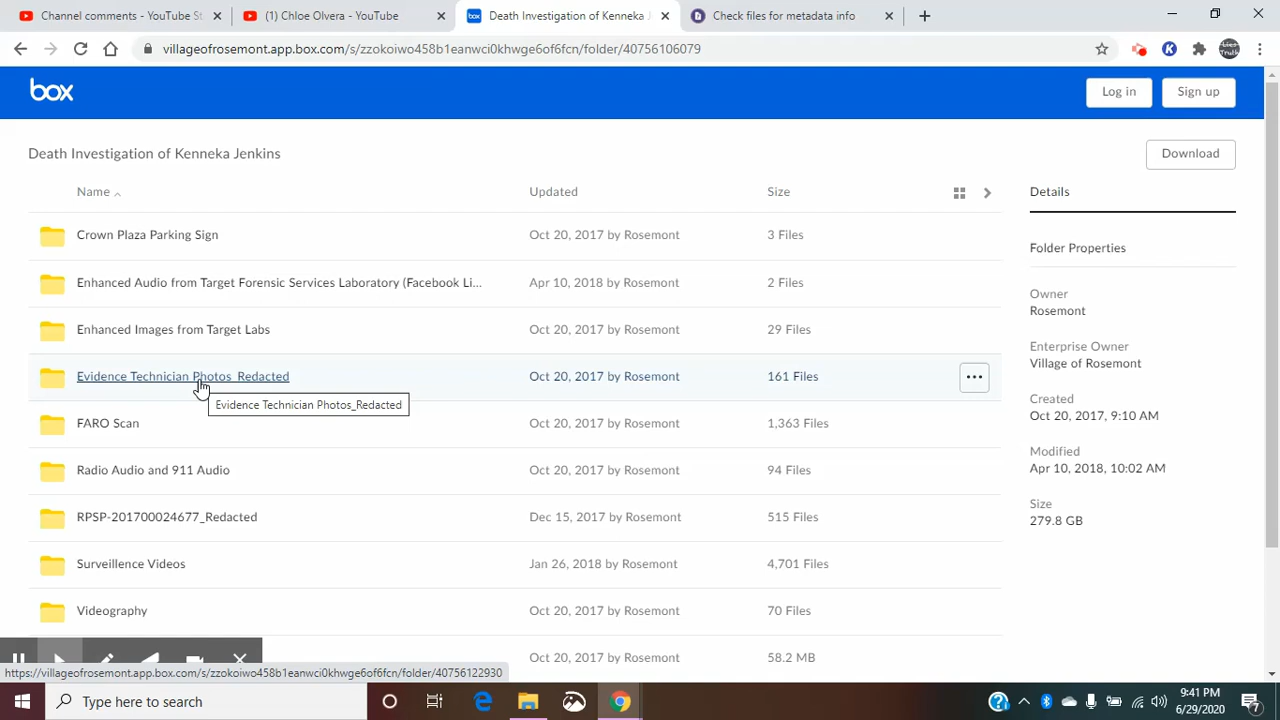 Channel comments - YouTube S
(1) Chloe Olvera - YouTube
Death Investigation of Kenneka J
Check files for metadata info
villageofrosemont.app.box.com/s/zzokoiwo458b1eanwci0khwge6of6fcn/folder/40756106079
box
Log in
Sign up
Death Investigation of Kenneka Jenkins
Download
Name
Updated
Size
Details
Crown Plaza Parking Sign
Oct 20, 2017 by Rosemont
3 Files
Enhanced Audio from Target Forensic Services Laboratory (Facebook Li...
Apr 10, 2018 by Rosemont
2 Files
Enhanced Images from Target Labs
Oct 20, 2017 by Rosemont
29 Files
Evidence Technician Photos_Redacted
Oct 20, 2017 by Rosemont
161 Files
Evidence Technician Photos_Redacted
FARO Scan
Oct 20, 2017 by Rosemont
1,363 Files
Radio Audio and 911 Audio
Oct 20, 2017 by Rosemont
94 Files
RPSP-201700024677_Redacted
Dec 15, 2017 by Rosemont
515 Files
Surveillence Videos
Jan 26, 2018 by Rosemont
4,701 Files
Videography
Oct 20, 2017 by Rosemont
70 Files
Oct 20, 2017 by Rosemont
58.2 MB
Folder Properties
Owner
Rosemont
Enterprise Owner
Village of Rosemont
Created
Oct 20, 2017, 9:10 AM
Modified
Apr 10, 2018, 10:02 AM
Size
279.8 GB
https://villageofrosemont.app.box.com/s/zzokoiwo458b1eanwci0khwge6of6fcn/folder/40756122930
Type here to search
9:41 PM
6/29/2020
7